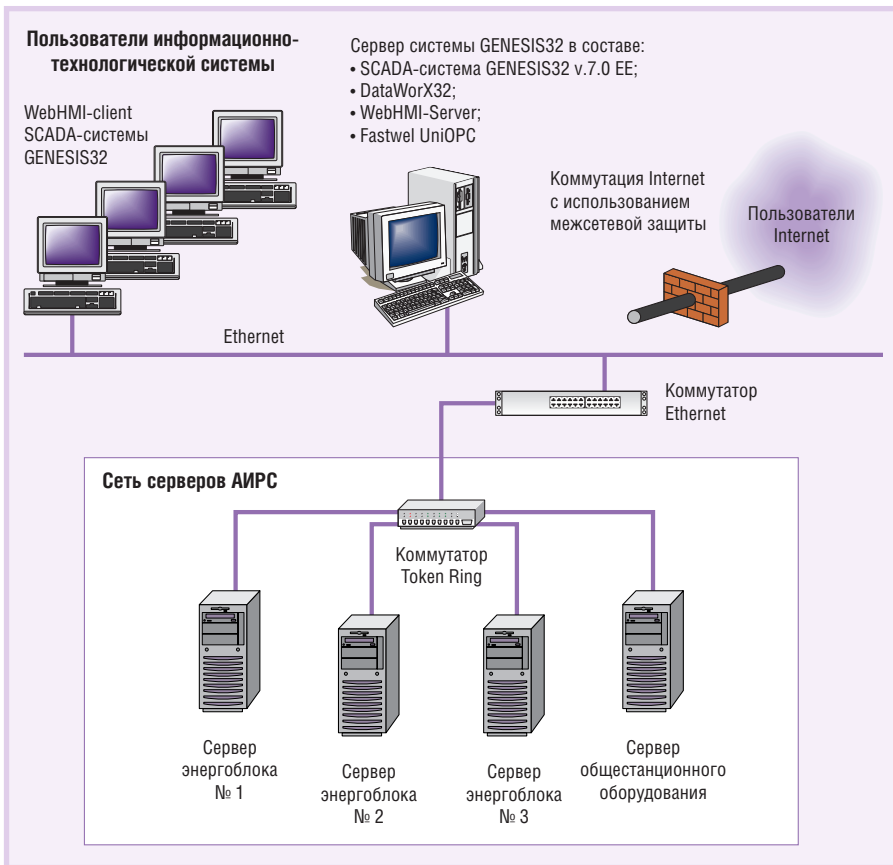 Пользователи информационно-
технологической системы
WebHMI-client
SCADA-системы
GENESIS32
Сервер системы GENESIS32 в составе:
• SCADA-система GENESIS32 v.7.0 EE;
• DataWorX32;
• WebHMI-Server;
• Fastwel UniOPC
Коммутация Internet
с использованием
межсетевой защиты
Пользователи
Internet
Ethernet
Коммутатор
Ethernet
Сеть серверов АИРС
Коммутатор
Token Ring
Сервер
энергоблока
№ 1
Сервер
энергоблока
№ 2
Сервер
энергоблока
№ 3
Сервер
общестанционного
оборудования